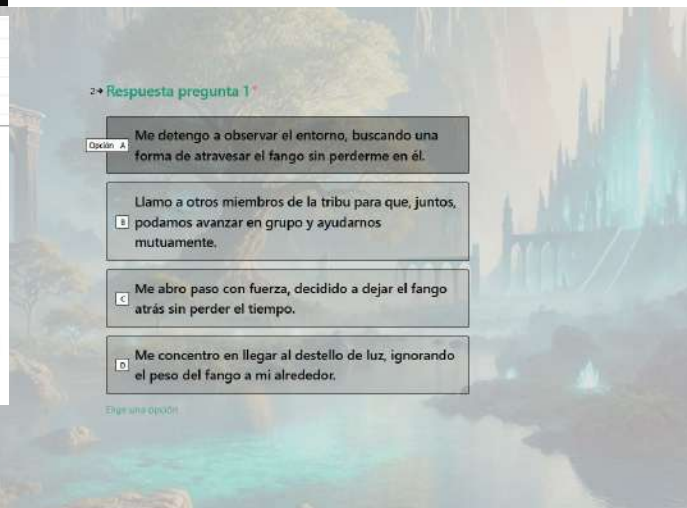 2→ Respuesta pregunta 1*
Opción A
Me detengo a observar el entorno, buscando una
forma de atravesar el fango sin perderme en él.
Llamo a otros miembros de la tribu para que, juntos,
B podamos avanzar en grupo y ayudarnos
mutuamente.
C
Me abro paso con fuerza, decidido a dejar el fango
atrás sin perder el tiempo.
D
Me concentro en llegar al destello de luz, ignorando
el peso del fango a mi alrededor.
Elige una opción